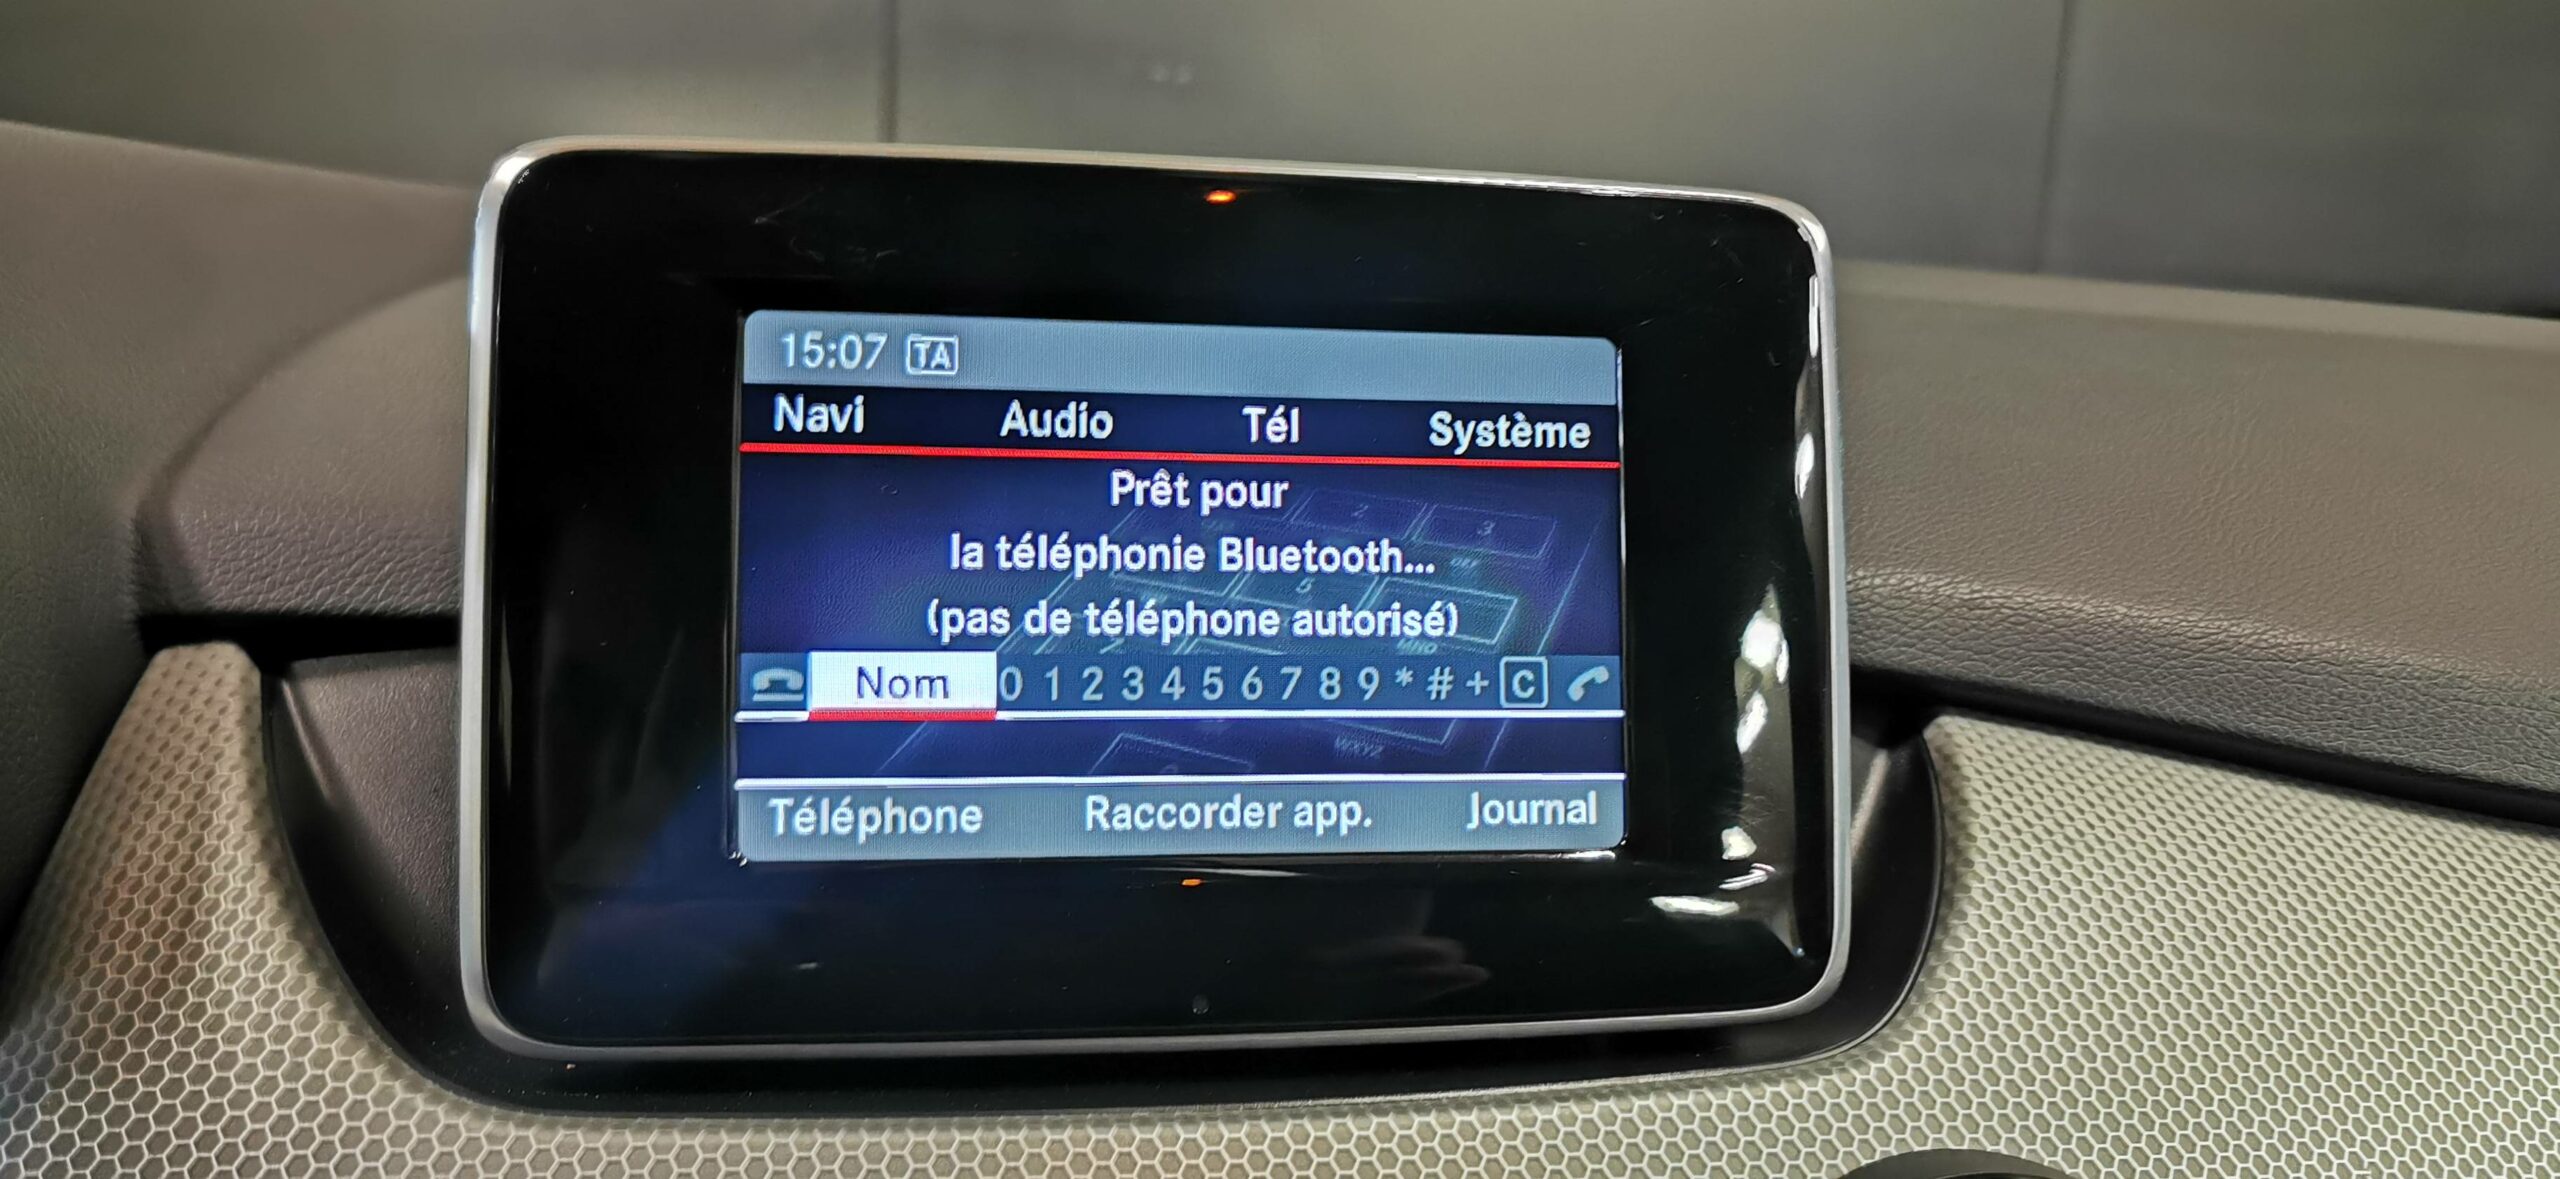 15:07 TA
Navi Audio Tél Système
Prêt pour
la téléphonie Bluetooth...
(pas de téléphone autorisé)
Nom 0 1 2 3 4 5 6 7 8 9 * # + C
Téléphone Raccorder app. Journal